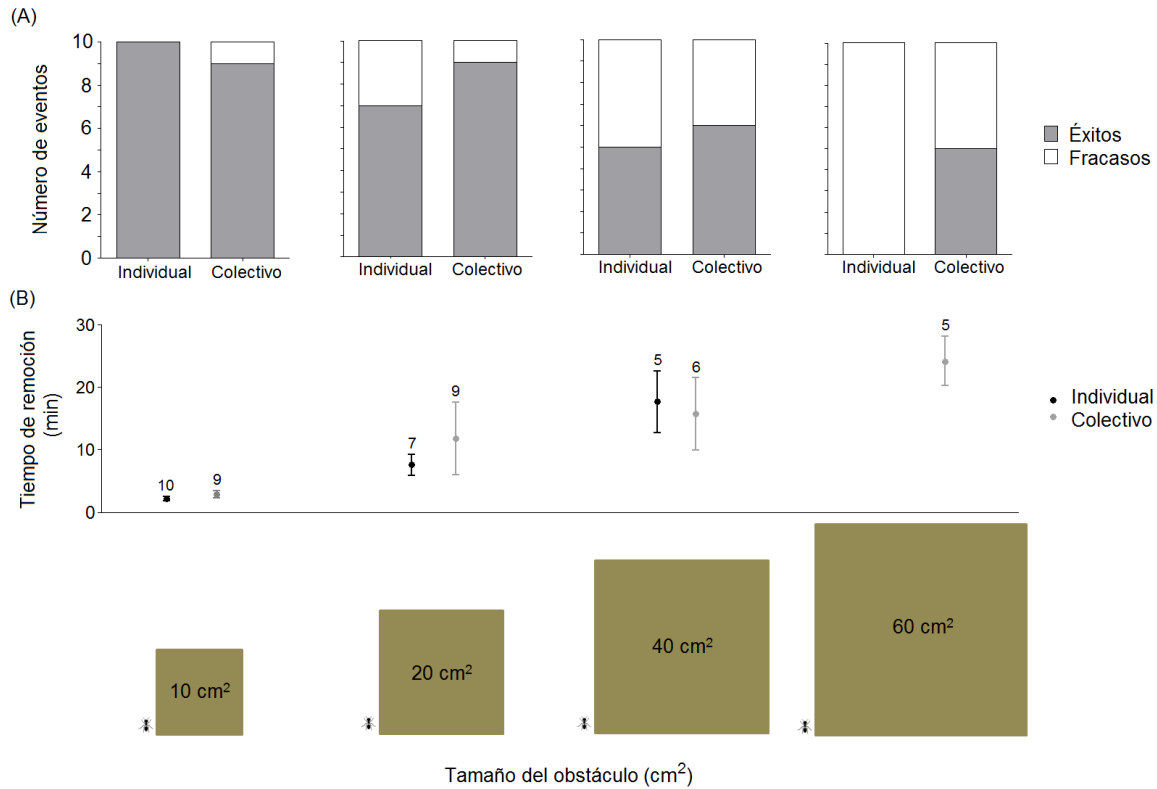 (A)
Número de eventos
10
8
6
4
2
0
Individual
Colectivo
Individual
Colectivo
Individual
Colectivo
Individual
Colectivo
Éxitos
Fracasos
(B)
Tiempo de remoción
(min)
30
20
10
0
10
9
7
9
5
6
5
Individual
Colectivo
10 cm²
20 cm²
40 cm²
60 cm²
Tamaño del obstáculo (cm²)